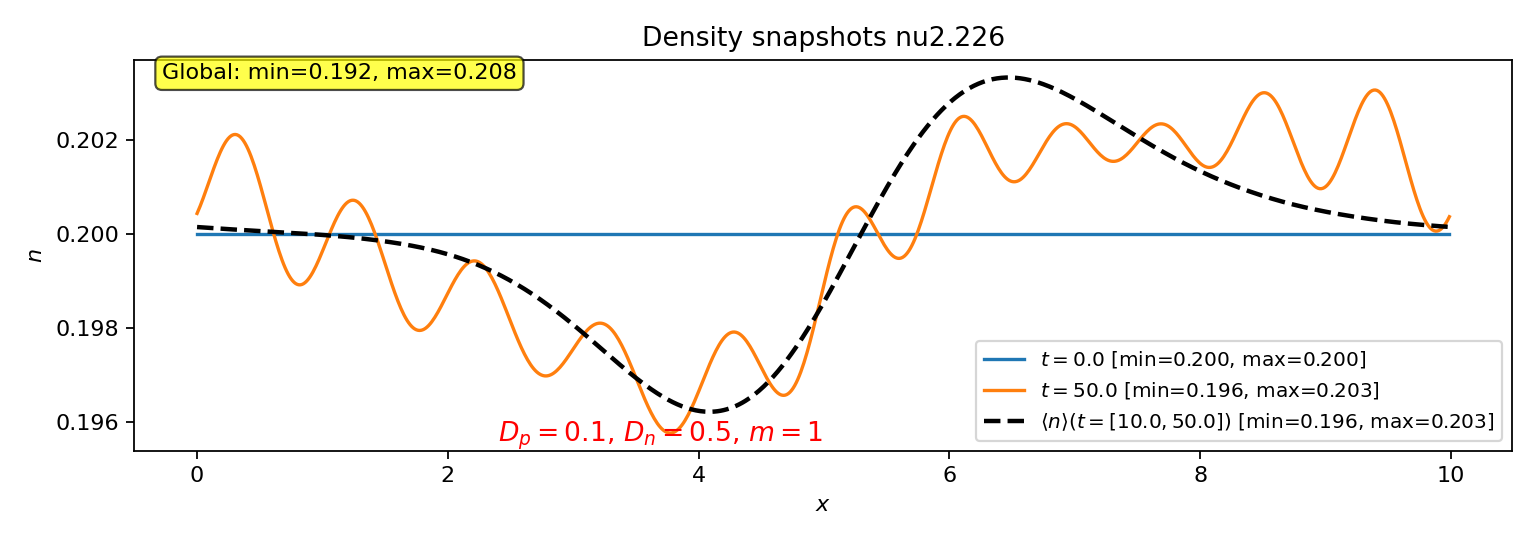 Density snapshots nu2.226
Global: min=0.192, max=0.208
0.202
0.200
0.198
0.196
n
t = 0.0 [min=0.200, max=0.200]
t = 50.0 [min=0.196, max=0.203]
⟨n⟩(t = [10.0, 50.0]) [min=0.196, max=0.203]
D_p = 0.1, D_n = 0.5, m = 1
0 2 4 6 8 10
x